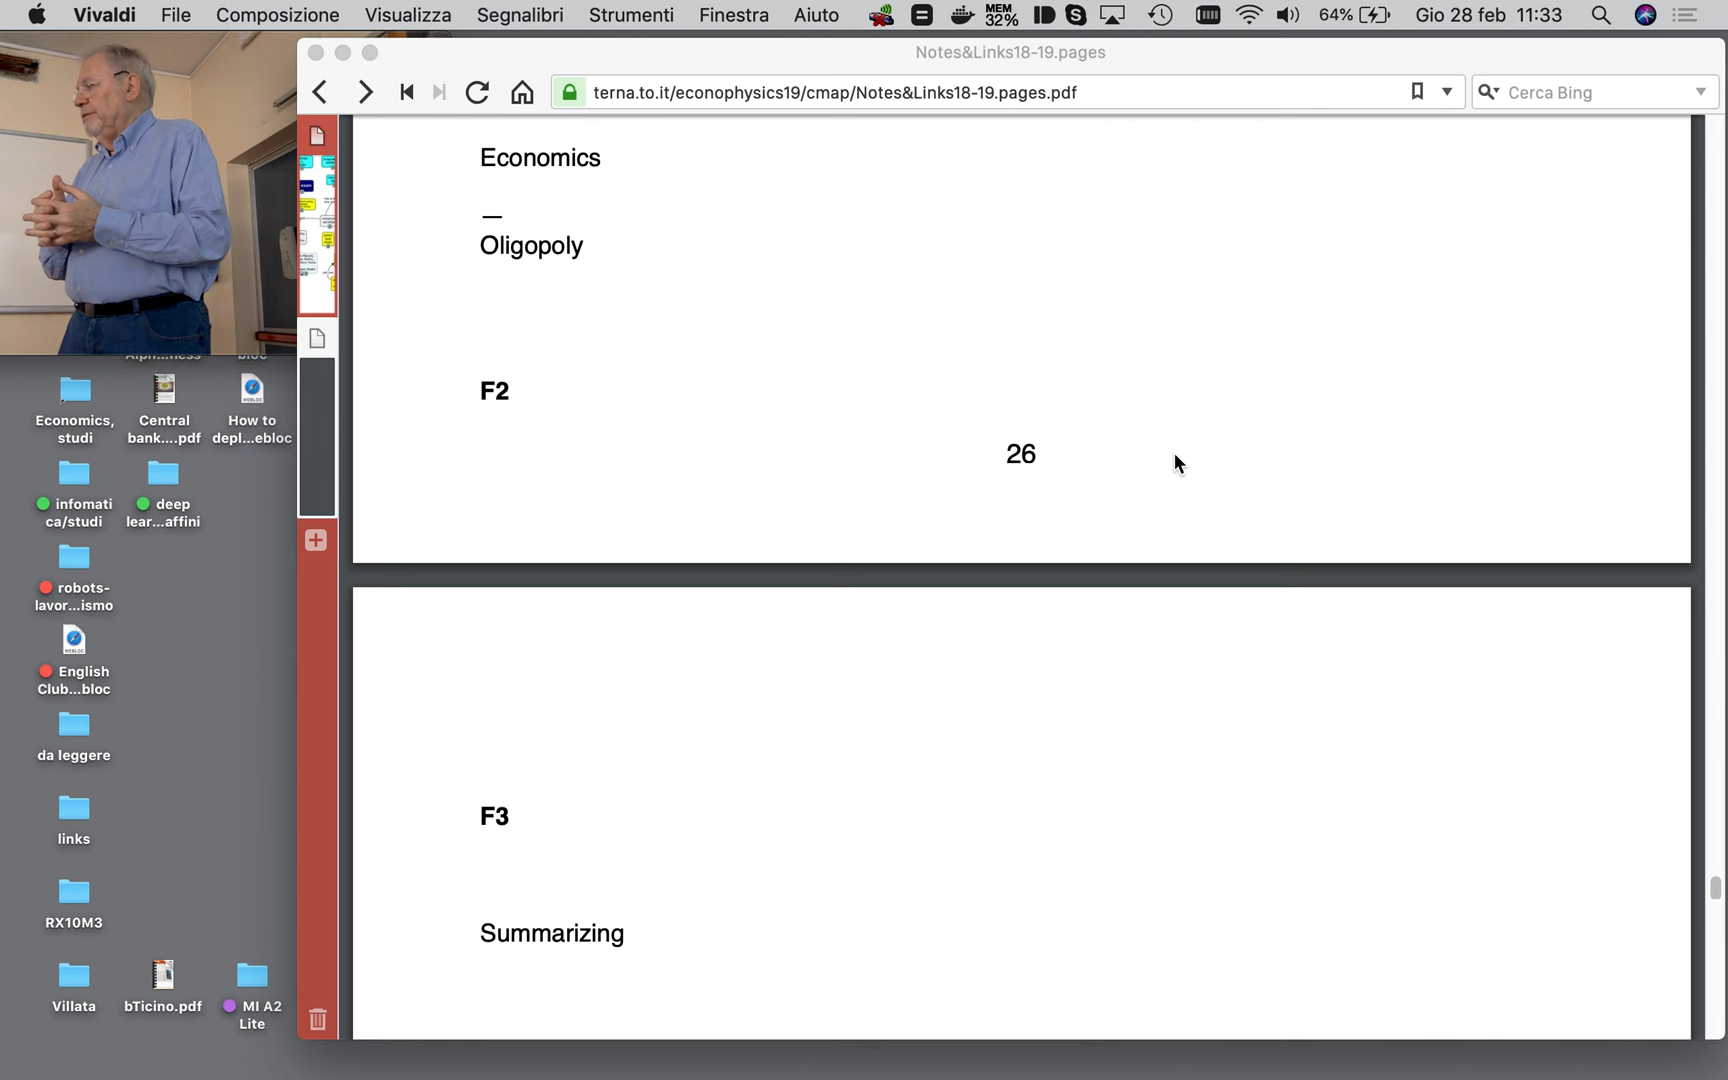 Vivaldi File Composizione Visualizza Segnalibri Strumenti Finestra Aiuto MEM 32% 64% Gio 28 feb 11:33
Notes&Links18-19.pages
terna.to.it/econophysics19/cmap/Notes&Links18-19.pages.pdf
Cerca Bing
Economics
—
Oligopoly
F2
26
F3
Summarizing
Economics, studi
Central bank....pdf
How to depl...ebloc
infomati ca/studi
deep lear...affini
robots-lavor...ismo
English Club...bloc
da leggere
links
RX10M3
Villata
bTicino.pdf
MI A2 Lite